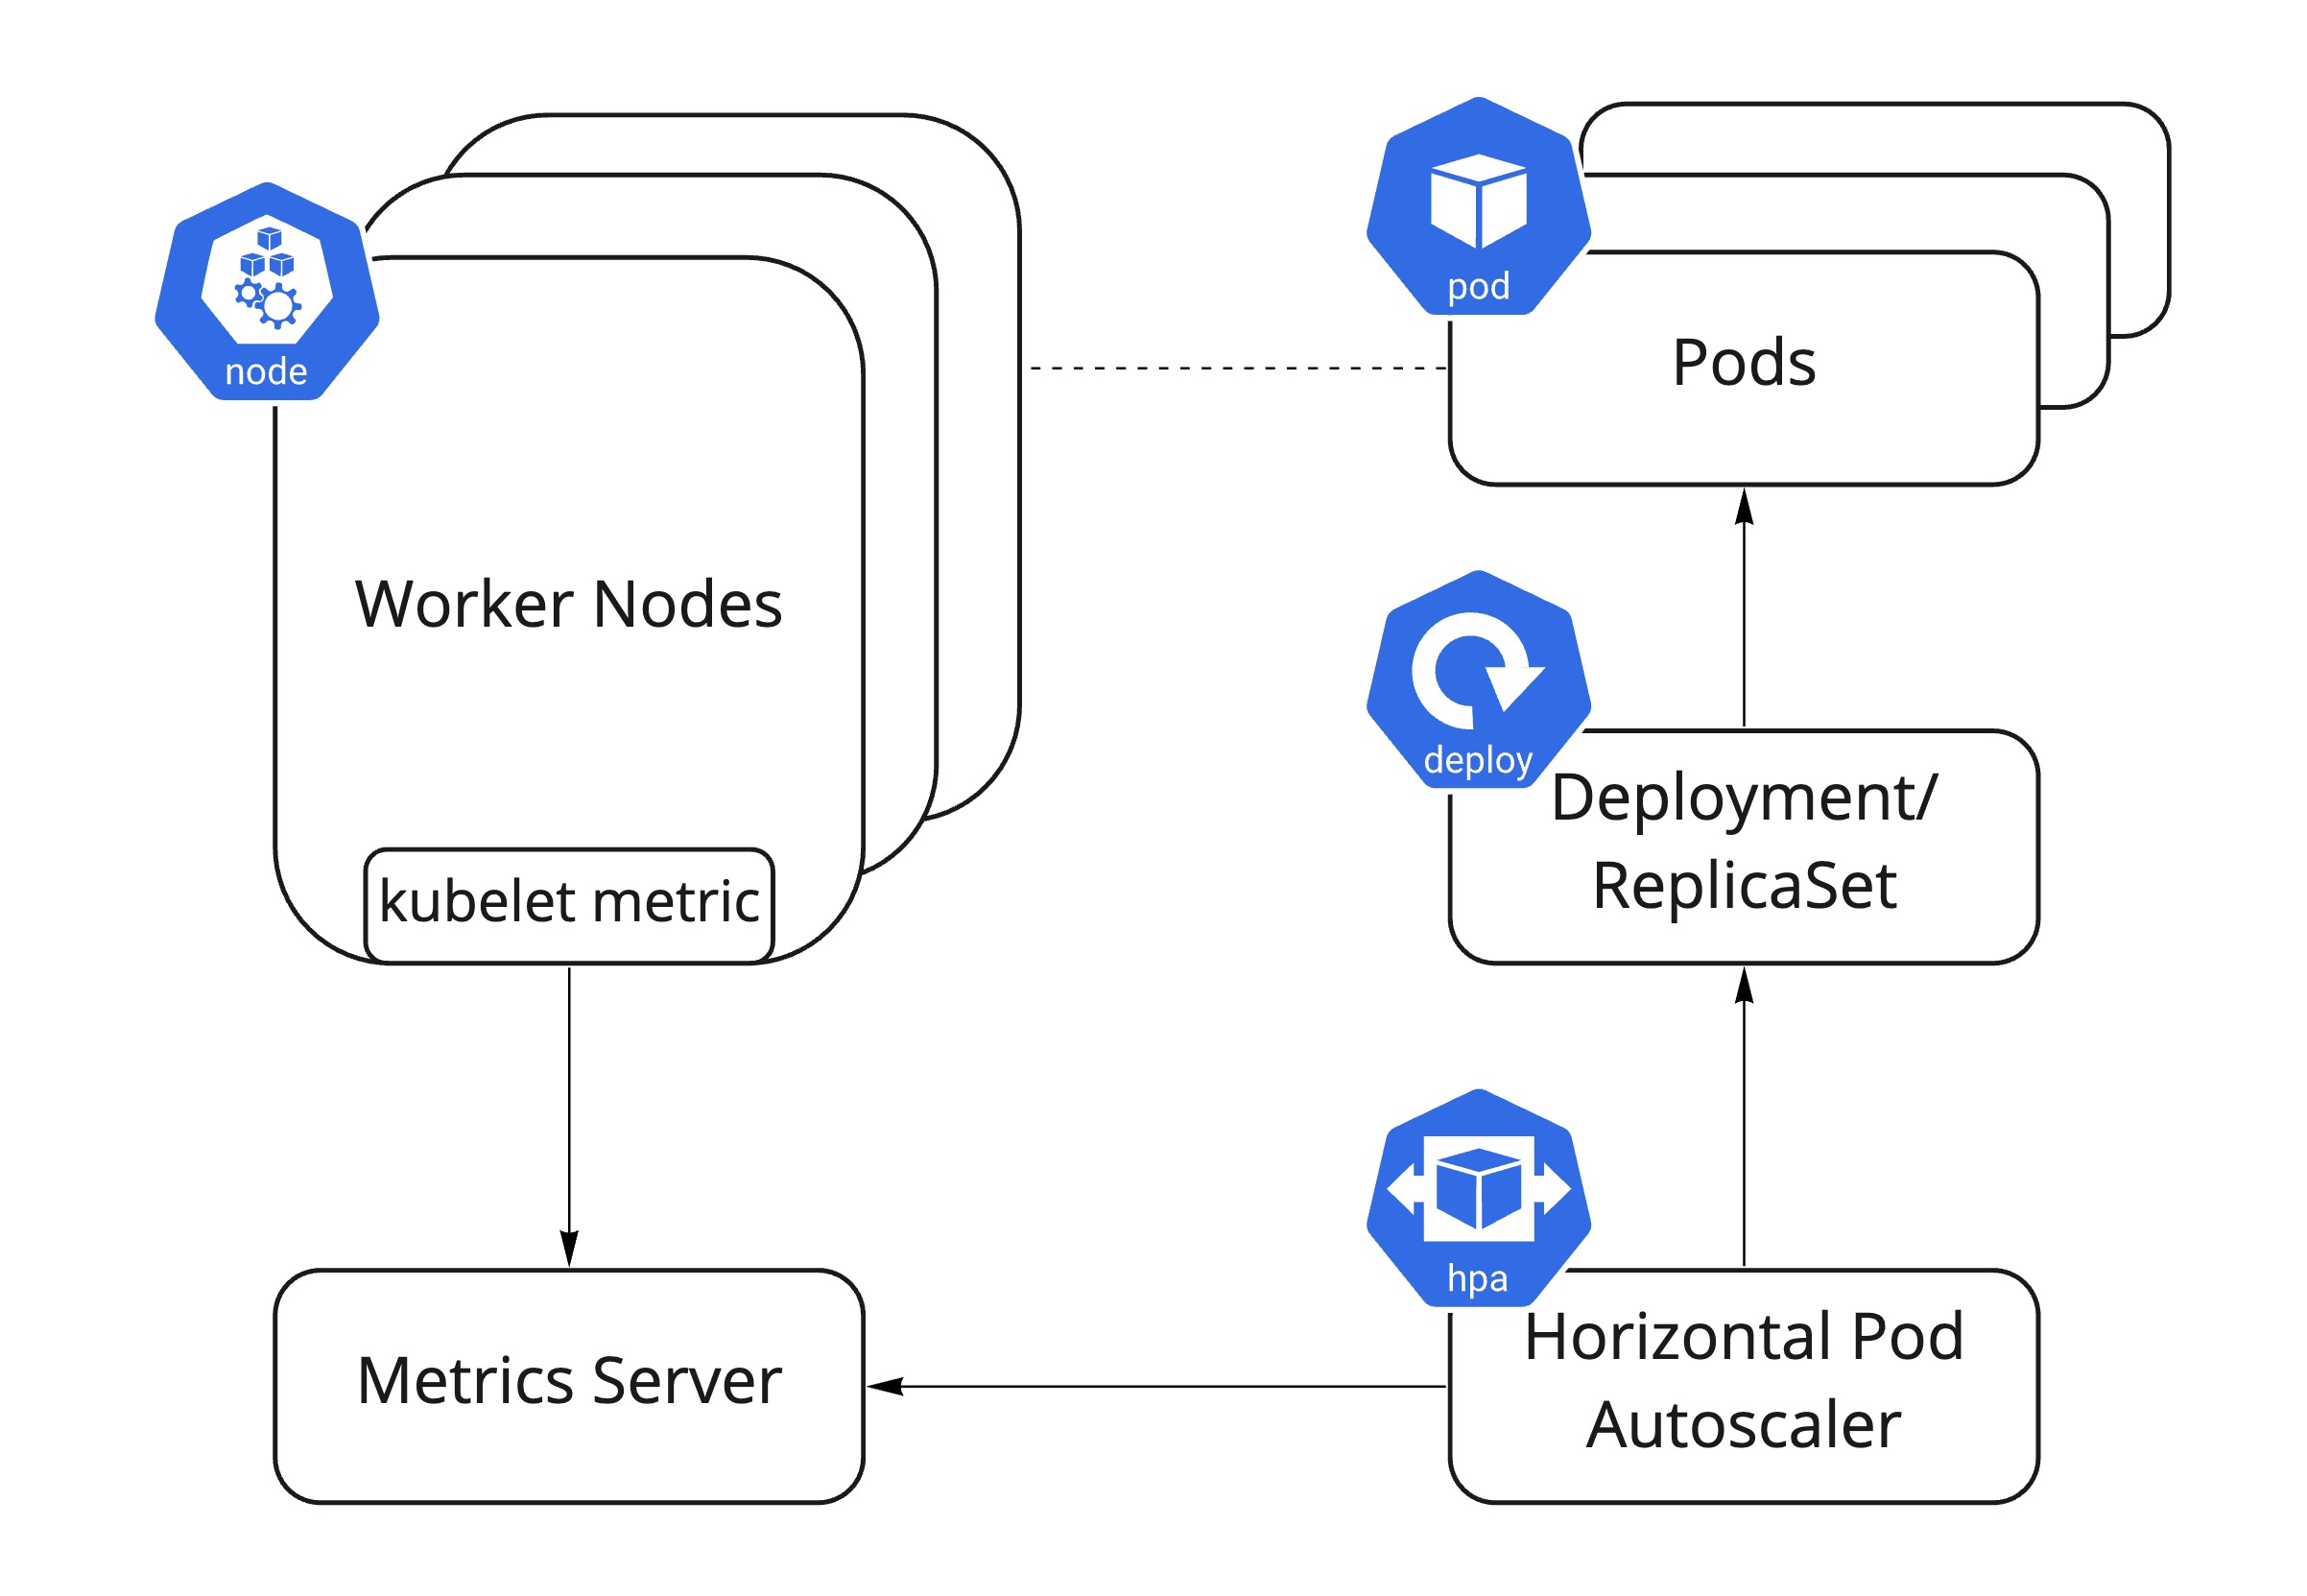 node
Worker Nodes
kubelet metric
Metrics Server
pod
Pods
deploy
Deployment/
ReplicaSet
hpa
Horizontal Pod
Autoscaler